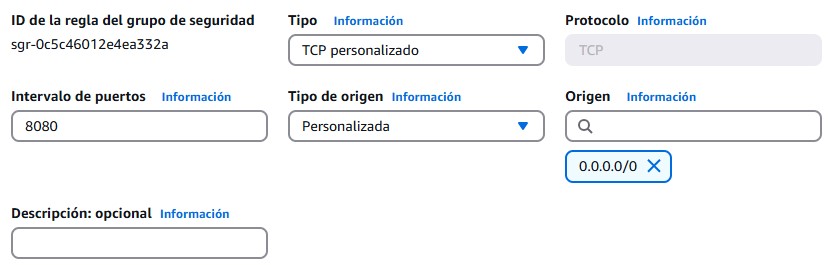 ID de la regla del grupo de seguridad
sgr-0c5c46012e4ea332a
Tipo Información
TCP personalizado
Protocolo Información
TCP
Intervalo de puertos Información
8080
Tipo de origen Información
Personalizada
Origen Información
0.0.0.0/0
Descripción: opcional Información